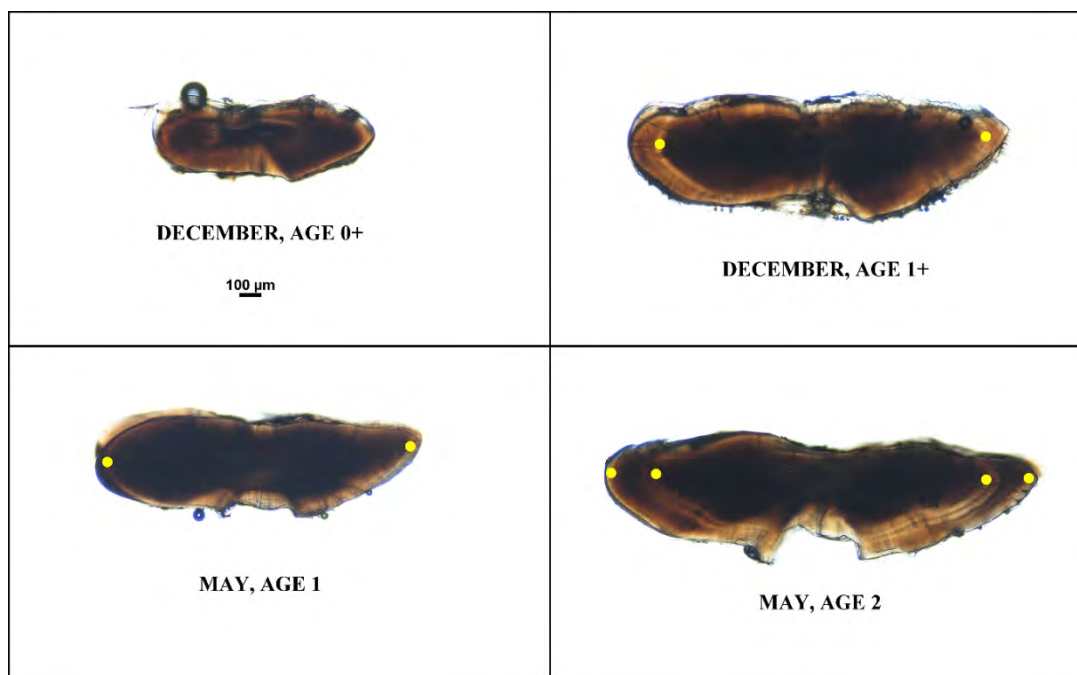 DECEMBER, AGE 0+
100 µm
DECEMBER, AGE 1+
MAY, AGE 1
MAY, AGE 2